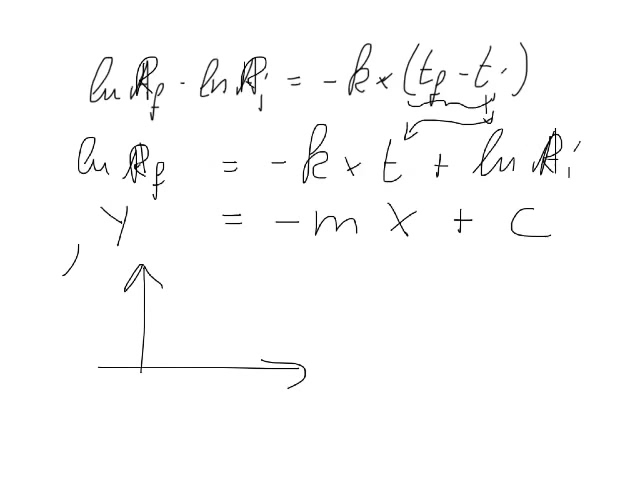 ln R_f - ln R_i = -k × (t_f - t_i)
ln R_f = -k × t + ln R_i
, Y = -m X + C